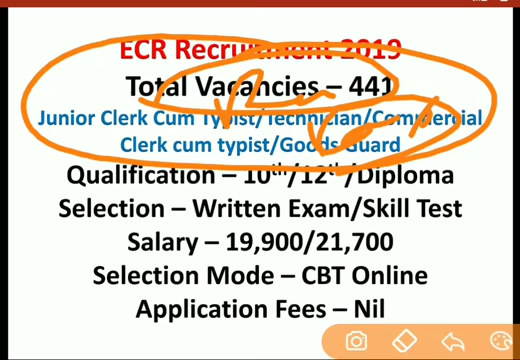 ECR Recruitment 2019
Total Vacancies – 441
Junior Clerk Cum Typist/Technician/Commercial
Clerk cum typist/Goods Guard
Qualification – 10th/12th/Diploma
Selection – Written Exam/Skill Test
Salary – 19,900/21,700
Selection Mode – CBT Online
Application Fees – Nil